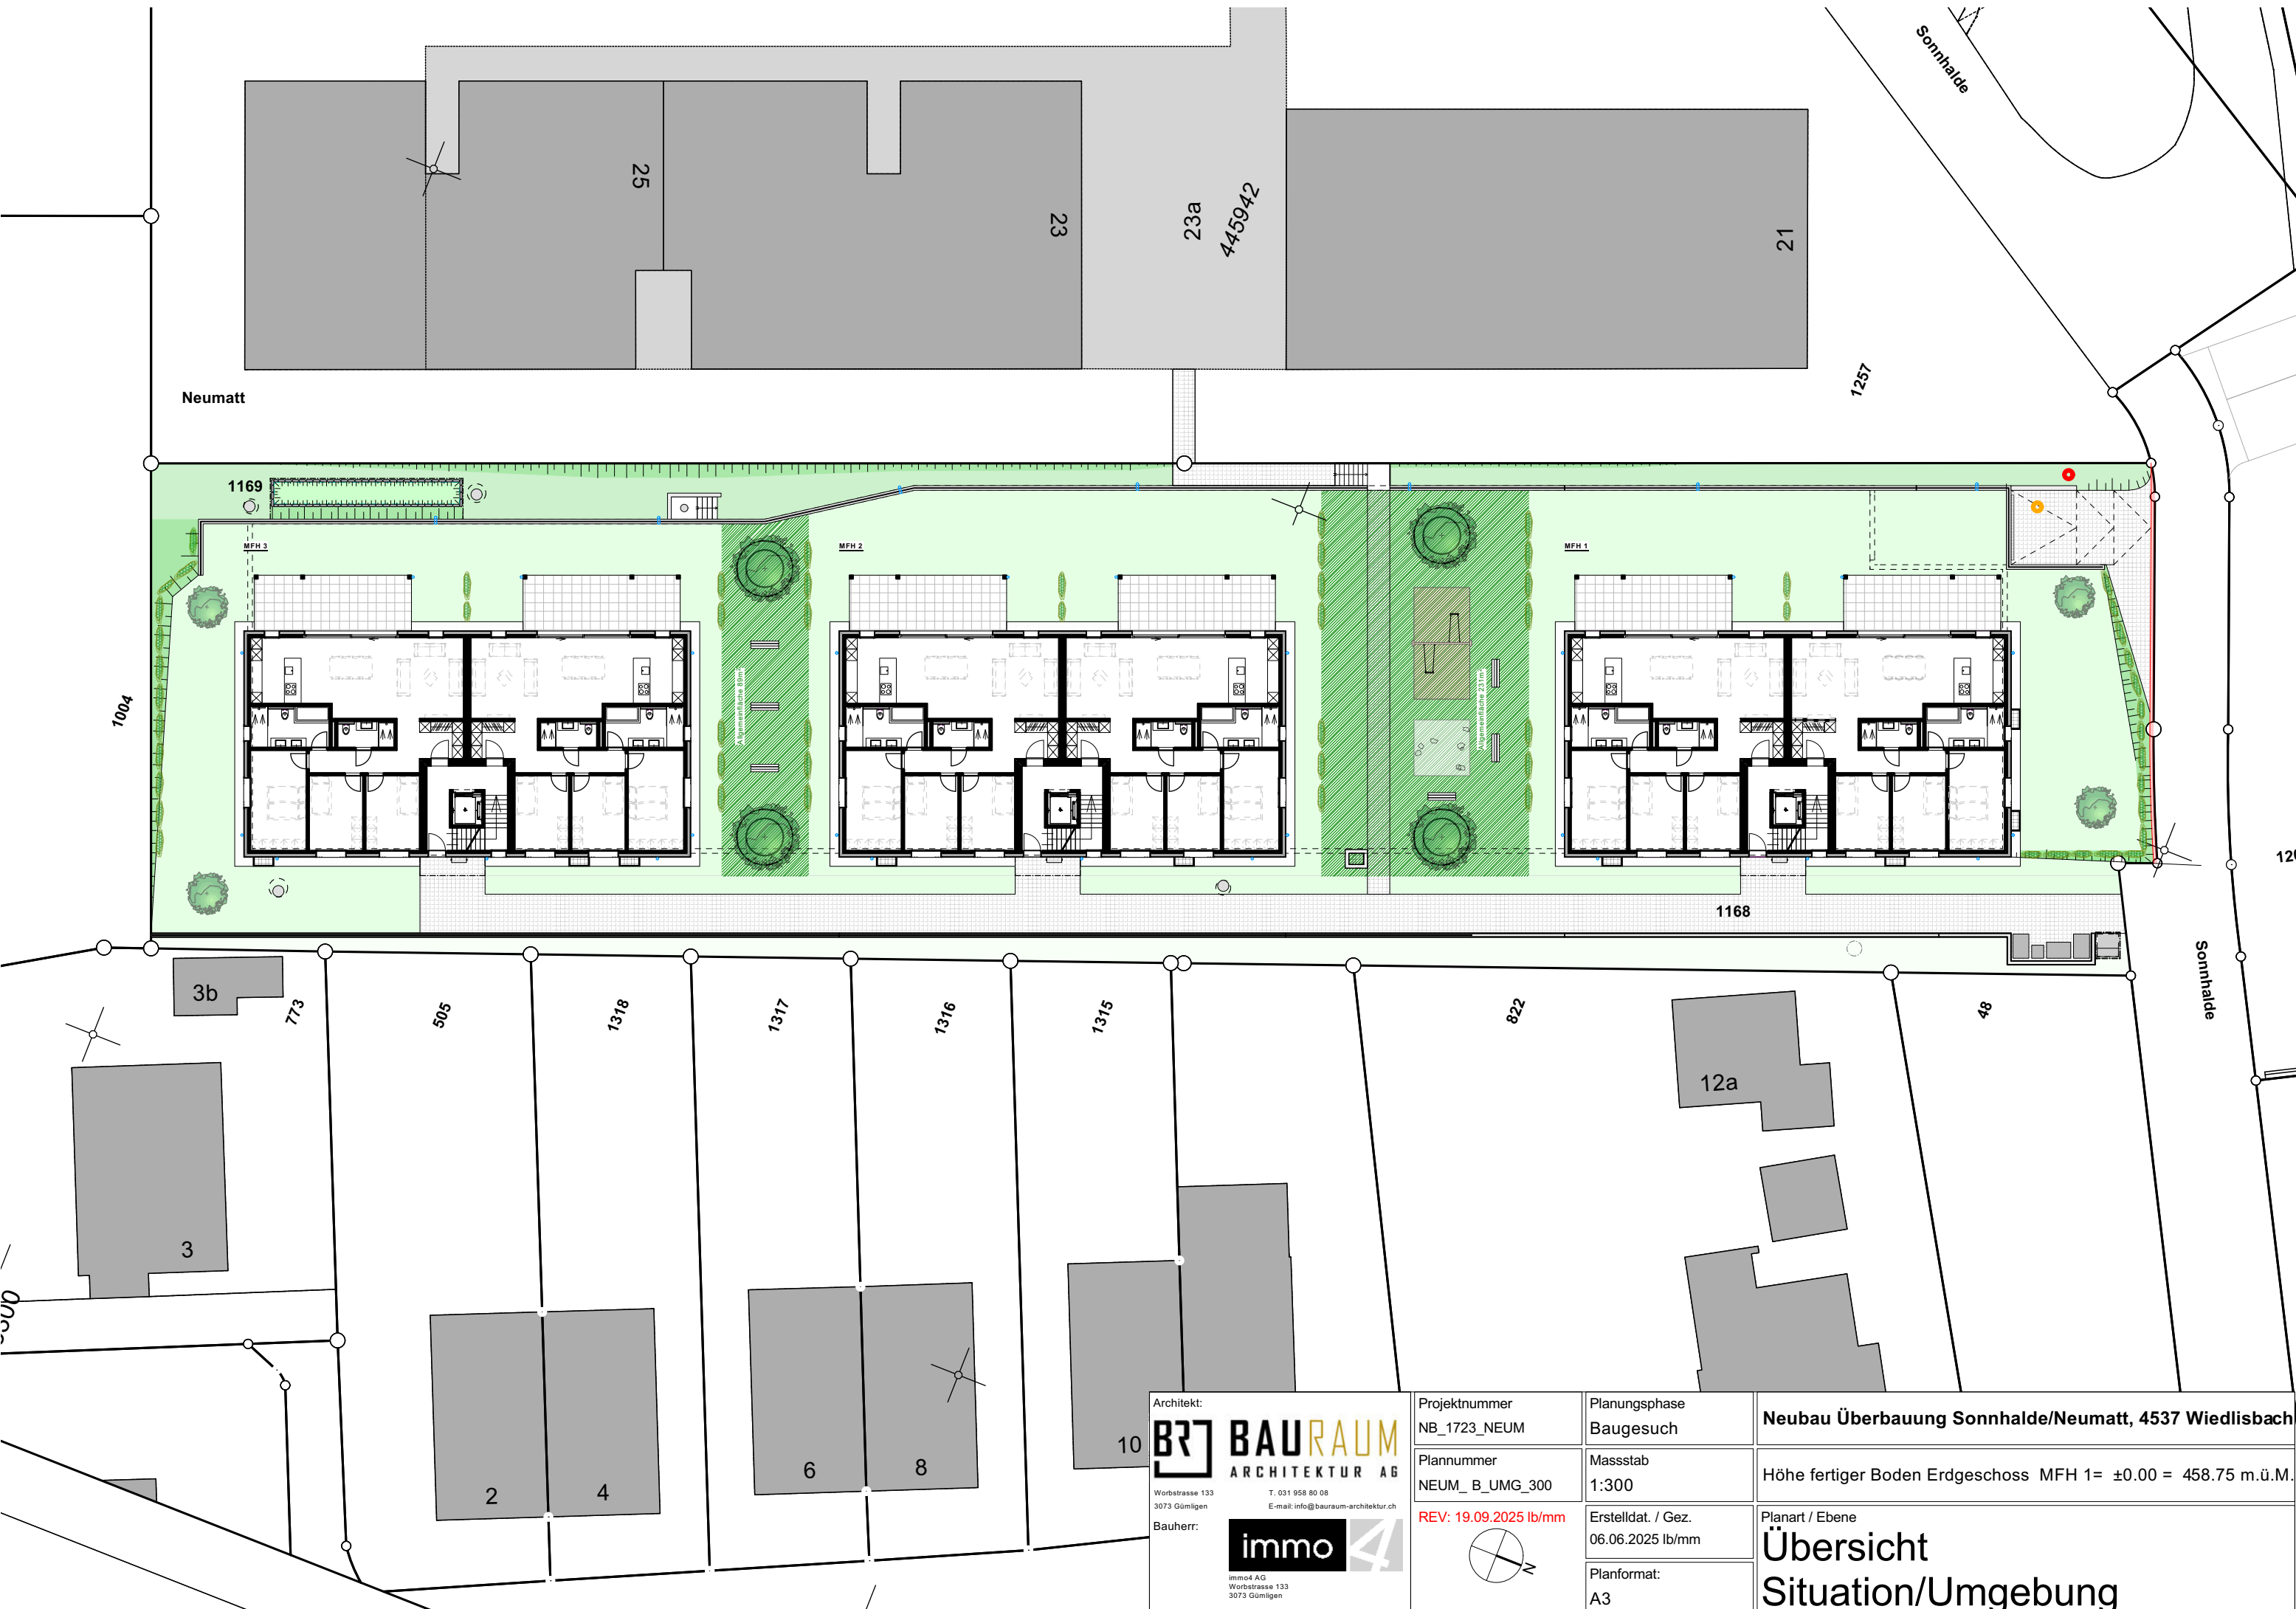 Sonnhalde
25
23
23a
445942
21
1257
Neumatt
1169
MFH 3
MFH 2
MFH 1
1004
Allgemeinfläche 89m²
Allgemeinfläche 231m²
1168
Sonnhalde
3b
773
505
1318
1317
1316
1315
822
48
12a
3
2
4
6
8
10
Architekt:
BAURAUM
ARCHITEKTUR AG
Worbstrasse 133
T. 031 958 80 08
3073 Gümligen
E-mail: info@bauraum-architektur.ch
Bauherr:
immo 4
immo4 AG
Worbstrasse 133
3073 Gümligen
Projektnummer
NB_1723_NEUM
Plannummer
NEUM_ B_UMG_300
REV: 19.09.2025 lb/mm
N
Planungsphase
Baugesuch
Massstab
1:300
Erstelldat. / Gez.
06.06.2025 lb/mm
Planformat:
A3
Neubau Überbauung Sonnhalde/Neumatt, 4537 Wiedlisbach
Höhe fertiger Boden Erdgeschoss MFH 1= ±0.00 = 458.75 m.ü.M.
Planart / Ebene
Übersicht
Situation/Umgebung